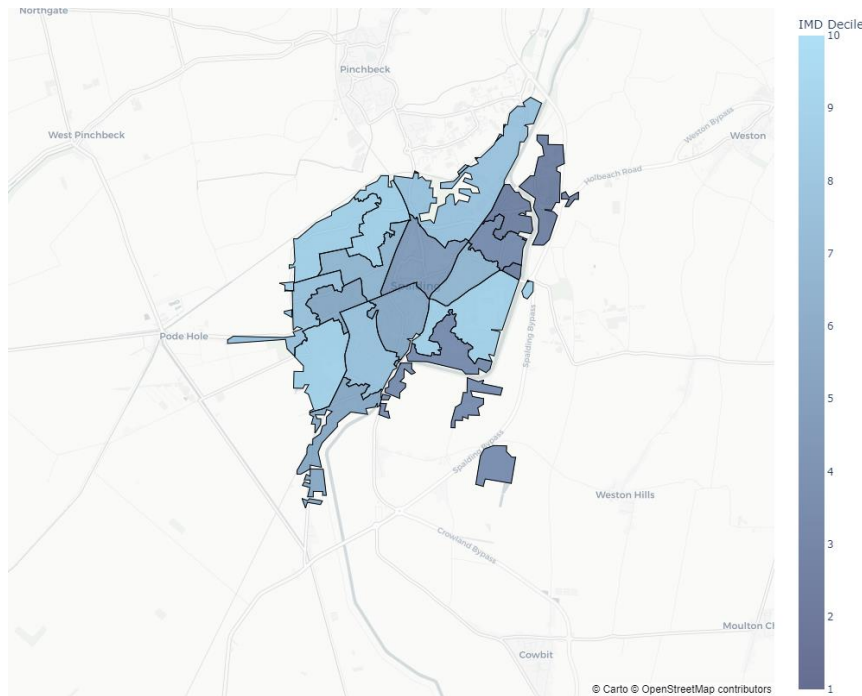 Northgate
IMD Decile
10
Pinchbeck
9
Weston Bypass
West Pinchbeck
Weston
Holbeach Road
8
7
Spalding
Pode Hole
Spalding Bypass
6
5
Spalding Bypass
4
Weston Hills
Crowland Bypass
3
2
Moulton Ch
Cowbit
© Carto © OpenStreetMap contributors
1